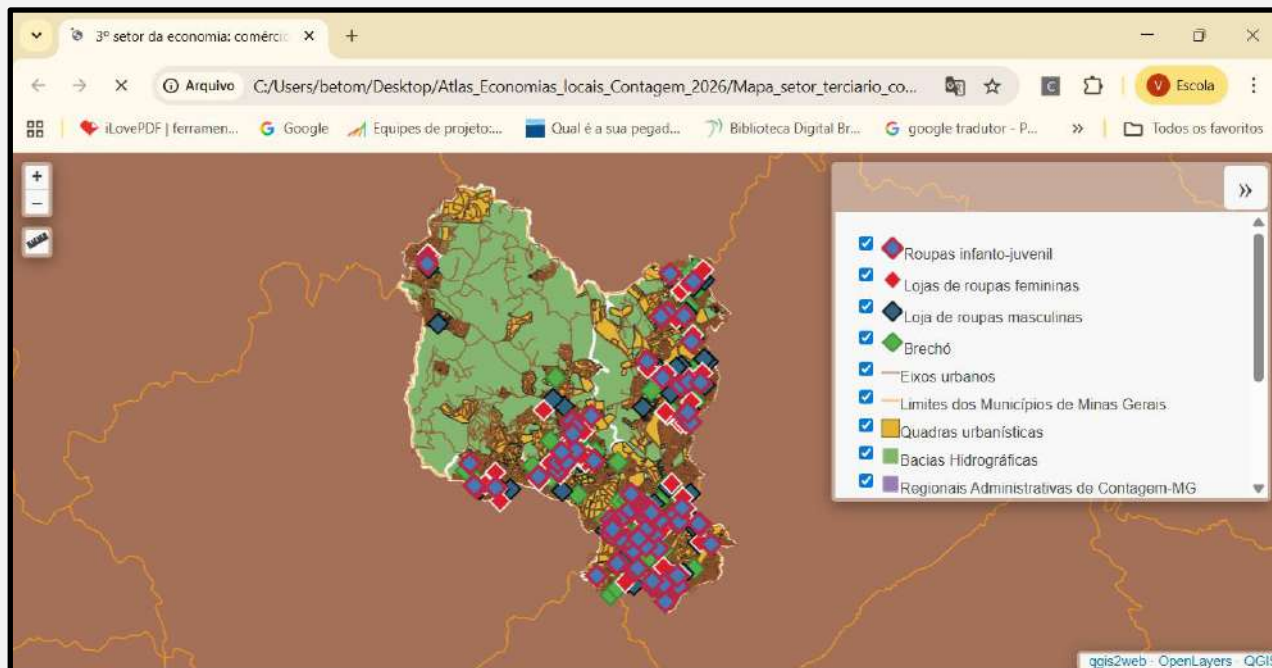 3º setor da economia: comérci
Arquivo C:/Users/betom/Desktop/Atlas_Economias_locais_Contagem_2026/Mapa_setor_terciario_co... C V Escola
iLovePDF | ferramen... Google Equipes de projeto:... Qual é a sua pegad... Biblioteca Digital Br... google tradutor - P... » Todos os favoritos
+
−
»
Roupas infanto-juvenil
Lojas de roupas femininas
Loja de roupas masculinas
Brechó
Eixos urbanos
Limites dos Municípios de Minas Gerais
Quadras urbanísticas
Bacias Hidrográficas
Regionais Administrativas de Contagem-MG
qgis2web · OpenLayers · QGIS